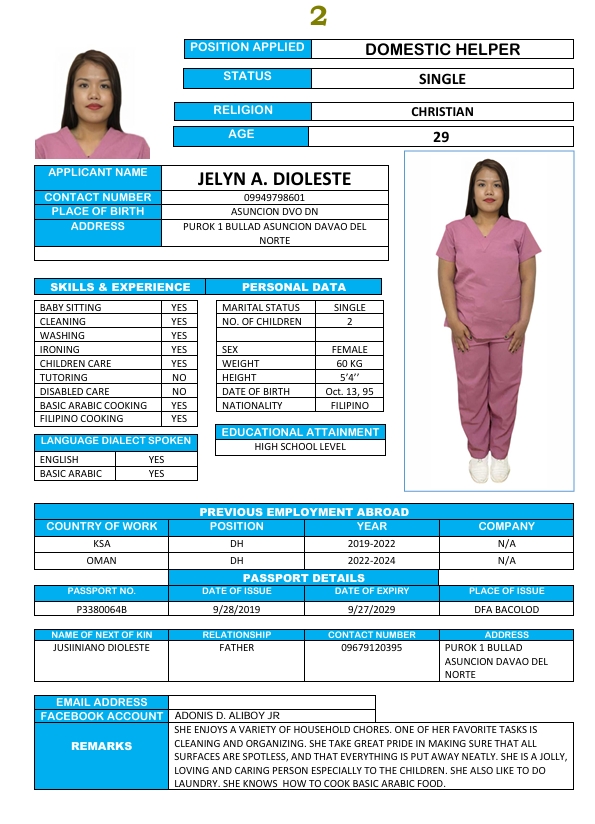 2
POSITION APPLIED DOMESTIC HELPER
STATUS SINGLE
RELIGION CHRISTIAN
AGE 29
APPLICANT NAME JELYN A. DIOLESTE
CONTACT NUMBER 09949798601
PLACE OF BIRTH ASUNCION DVO DN
ADDRESS PUROK 1 BULLAD ASUNCION DAVAO DEL
NORTE
SKILLS & EXPERIENCE PERSONAL DATA
BABY SITTING YES MARITAL STATUS SINGLE
CLEANING YES NO. OF CHILDREN 2
WASHING YES
IRONING YES SEX FEMALE
CHILDREN CARE YES WEIGHT 60 KG
TUTORING NO HEIGHT 5’4’’
DISABLED CARE NO DATE OF BIRTH Oct. 13, 95
BASIC ARABIC COOKING YES NATIONALITY FILIPINO
FILIPINO COOKING YES
EDUCATIONAL ATTAINMENT
LANGUAGE DIALECT SPOKEN HIGH SCHOOL LEVEL
ENGLISH YES
BASIC ARABIC YES
PREVIOUS EMPLOYMENT ABROAD
COUNTRY OF WORK POSITION YEAR COMPANY
KSA DH 2019-2022 N/A
OMAN DH 2022-2024 N/A
PASSPORT DETAILS
PASSPORT NO. DATE OF ISSUE DATE OF EXPIRY PLACE OF ISSUE
P3380064B 9/28/2019 9/27/2029 DFA BACOLOD
NAME OF NEXT OF KIN RELATIONSHIP CONTACT NUMBER ADDRESS
JUSIINIANO DIOLESTE FATHER 09679120395 PUROK 1 BULLAD
ASUNCION DAVAO DEL
NORTE
EMAIL ADDRESS
FACEBOOK ACCOUNT ADONIS D. ALIBOY JR
REMARKS SHE ENJOYS A VARIETY OF HOUSEHOLD CHORES. ONE OF HER FAVORITE TASKS IS
CLEANING AND ORGANIZING. SHE TAKE GREAT PRIDE IN MAKING SURE THAT ALL
SURFACES ARE SPOTLESS, AND THAT EVERYTHING IS PUT AWAY NEATLY. SHE IS A JOLLY,
LOVING AND CARING PERSON ESPECIALLY TO THE CHILDREN. SHE ALSO LIKE TO DO
LAUNDRY. SHE KNOWS HOW TO COOK BASIC ARABIC FOOD.